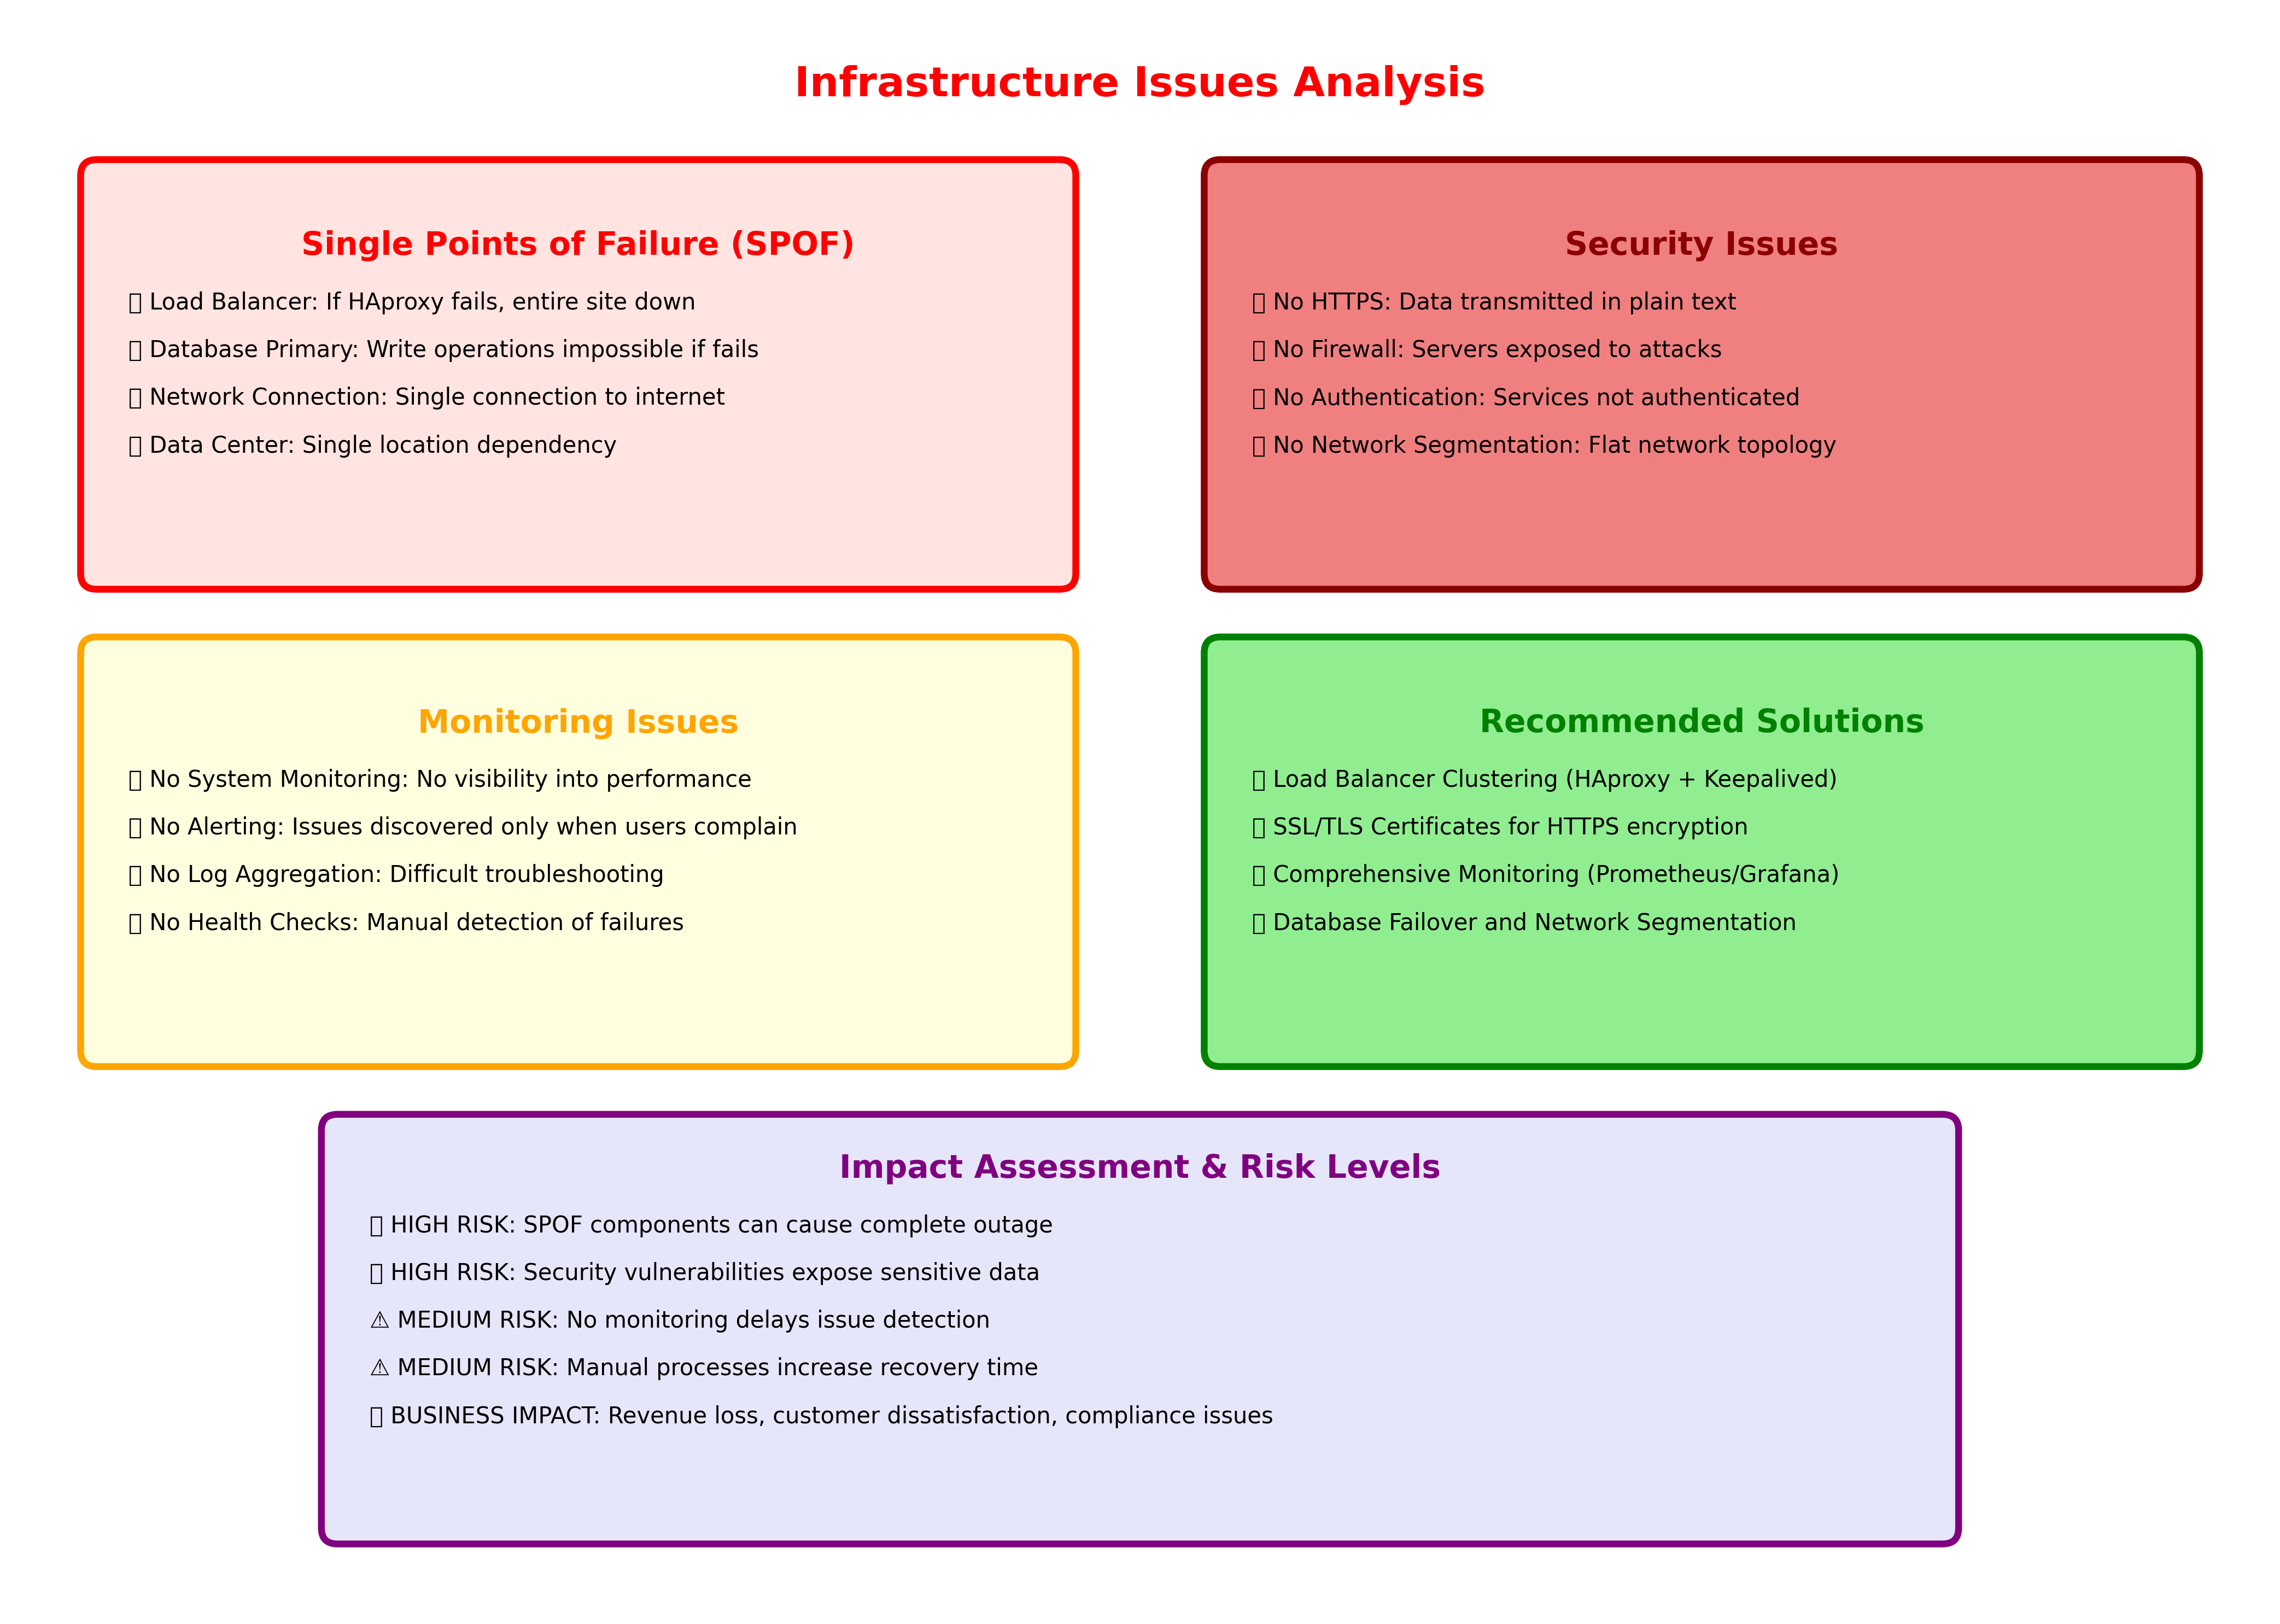 Infrastructure Issues Analysis
Single Points of Failure (SPOF)
Load Balancer: If HAproxy fails, entire site down
Database Primary: Write operations impossible if fails
Network Connection: Single connection to internet
Data Center: Single location dependency
Security Issues
No HTTPS: Data transmitted in plain text
No Firewall: Servers exposed to attacks
No Authentication: Services not authenticated
No Network Segmentation: Flat network topology
Monitoring Issues
No System Monitoring: No visibility into performance
No Alerting: Issues discovered only when users complain
No Log Aggregation: Difficult troubleshooting
No Health Checks: Manual detection of failures
Recommended Solutions
Load Balancer Clustering (HAproxy + Keepalived)
SSL/TLS Certificates for HTTPS encryption
Comprehensive Monitoring (Prometheus/Grafana)
Database Failover and Network Segmentation
Impact Assessment & Risk Levels
HIGH RISK: SPOF components can cause complete outage
HIGH RISK: Security vulnerabilities expose sensitive data
⚠ MEDIUM RISK: No monitoring delays issue detection
⚠ MEDIUM RISK: Manual processes increase recovery time
BUSINESS IMPACT: Revenue loss, customer dissatisfaction, compliance issues